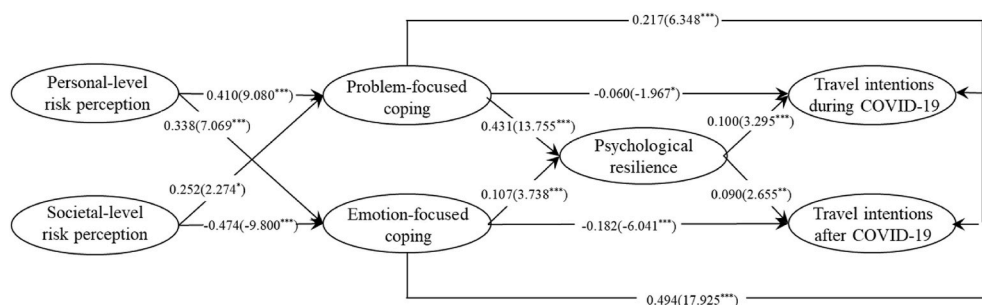 0.217(6.348***)
Personal-level
risk perception
0.410(9.080***)
Problem-focused
coping
-0.060(-1.967*)
Travel intentions
during COVID-19
0.338(7.069***)
0.431(13.755***)
0.100(3.295***)
Psychological
resilience
0.252(2.274*)
0.107(3.738***)
0.090(2.655**)
Societal-level
risk perception
-0.474(-9.800***)
Emotion-focused
coping
-0.182(-6.041***)
Travel intentions
after COVID-19
0.494(17.925***)